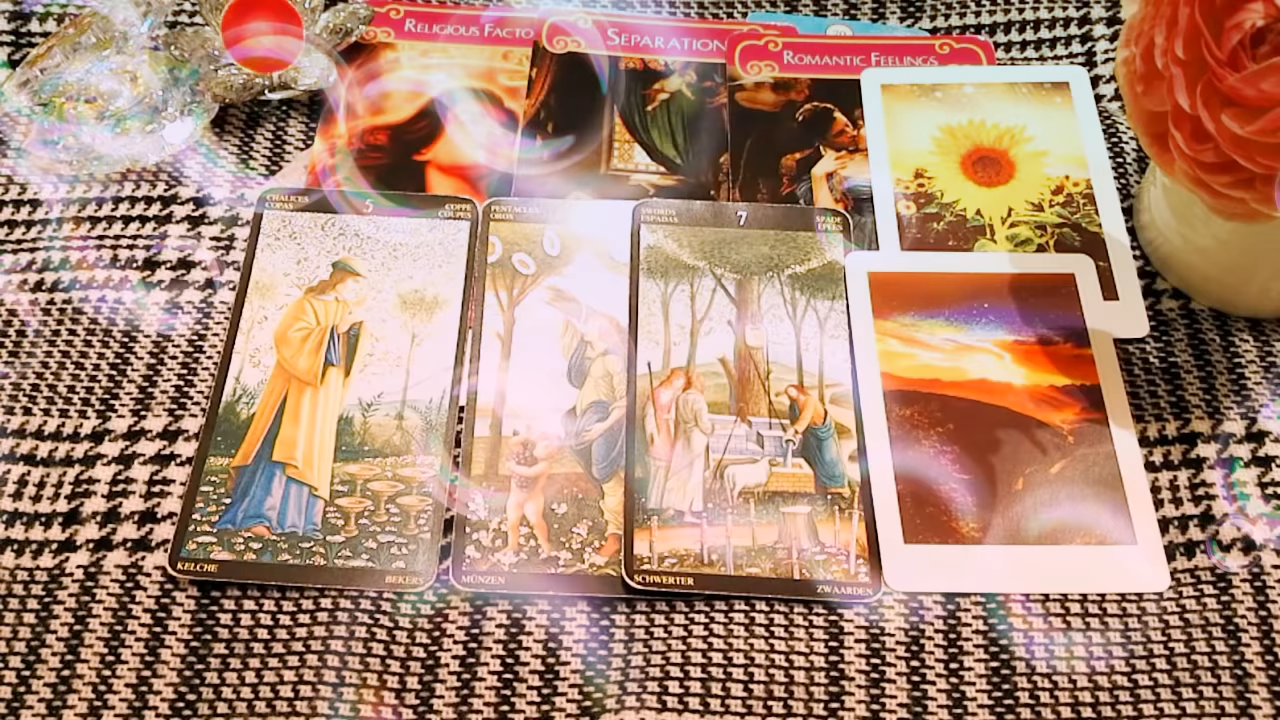 RELIGIOUS FACTO
SEPARATION
ROMANTIC FEELINGS
CHALICES
COPAS
5
COPPE
COUPES
PENTACLES
OROS
SWORDS
ESPADAS
7
SPADE
ÉPÉES
KELCHE
BEKERS
MÜNZEN
SCHWERTER
ZWAARDEN